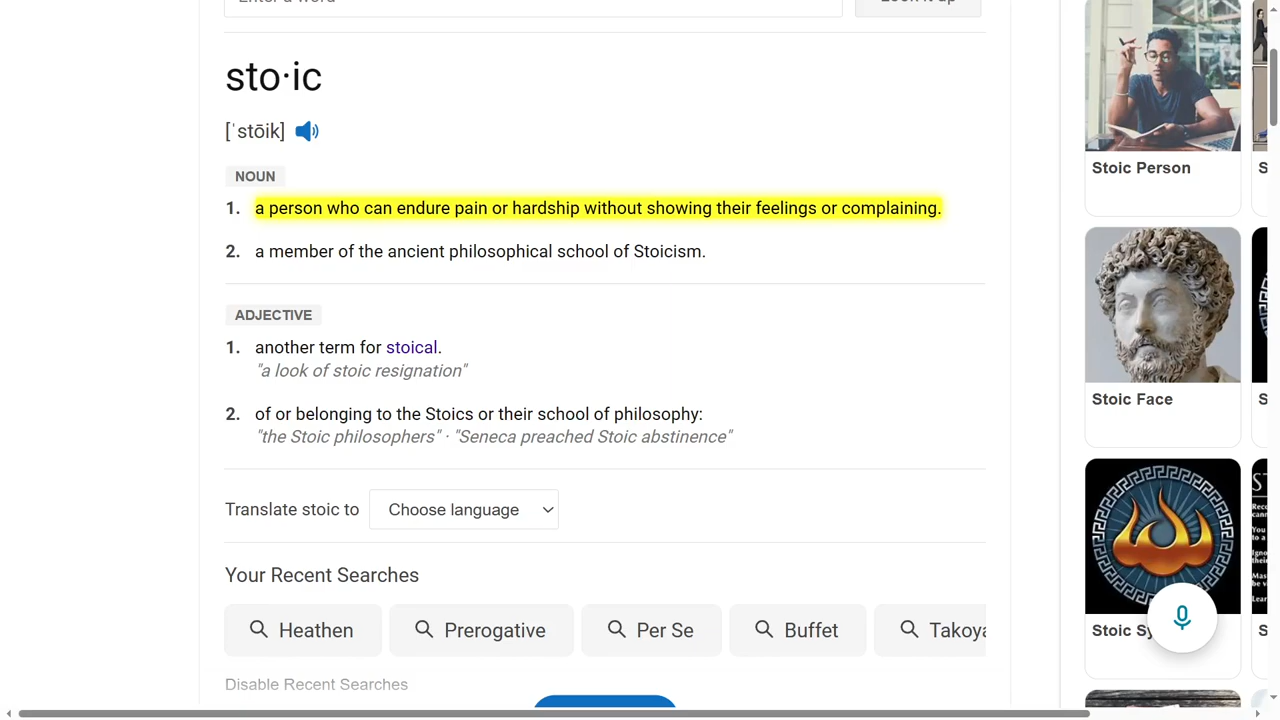 sto·ic
[ˈstōik]
NOUN
1. a person who can endure pain or hardship without showing their feelings or complaining.
2. a member of the ancient philosophical school of Stoicism.
ADJECTIVE
1. another term for stoical.
"a look of stoic resignation"
2. of or belonging to the Stoics or their school of philosophy:
"the Stoic philosophers" · "Seneca preached Stoic abstinence"
Translate stoic to Choose language
Your Recent Searches
Heathen Prerogative Per Se Buffet
Disable Recent Searches
Stoic Person
Stoic Face
Stoic